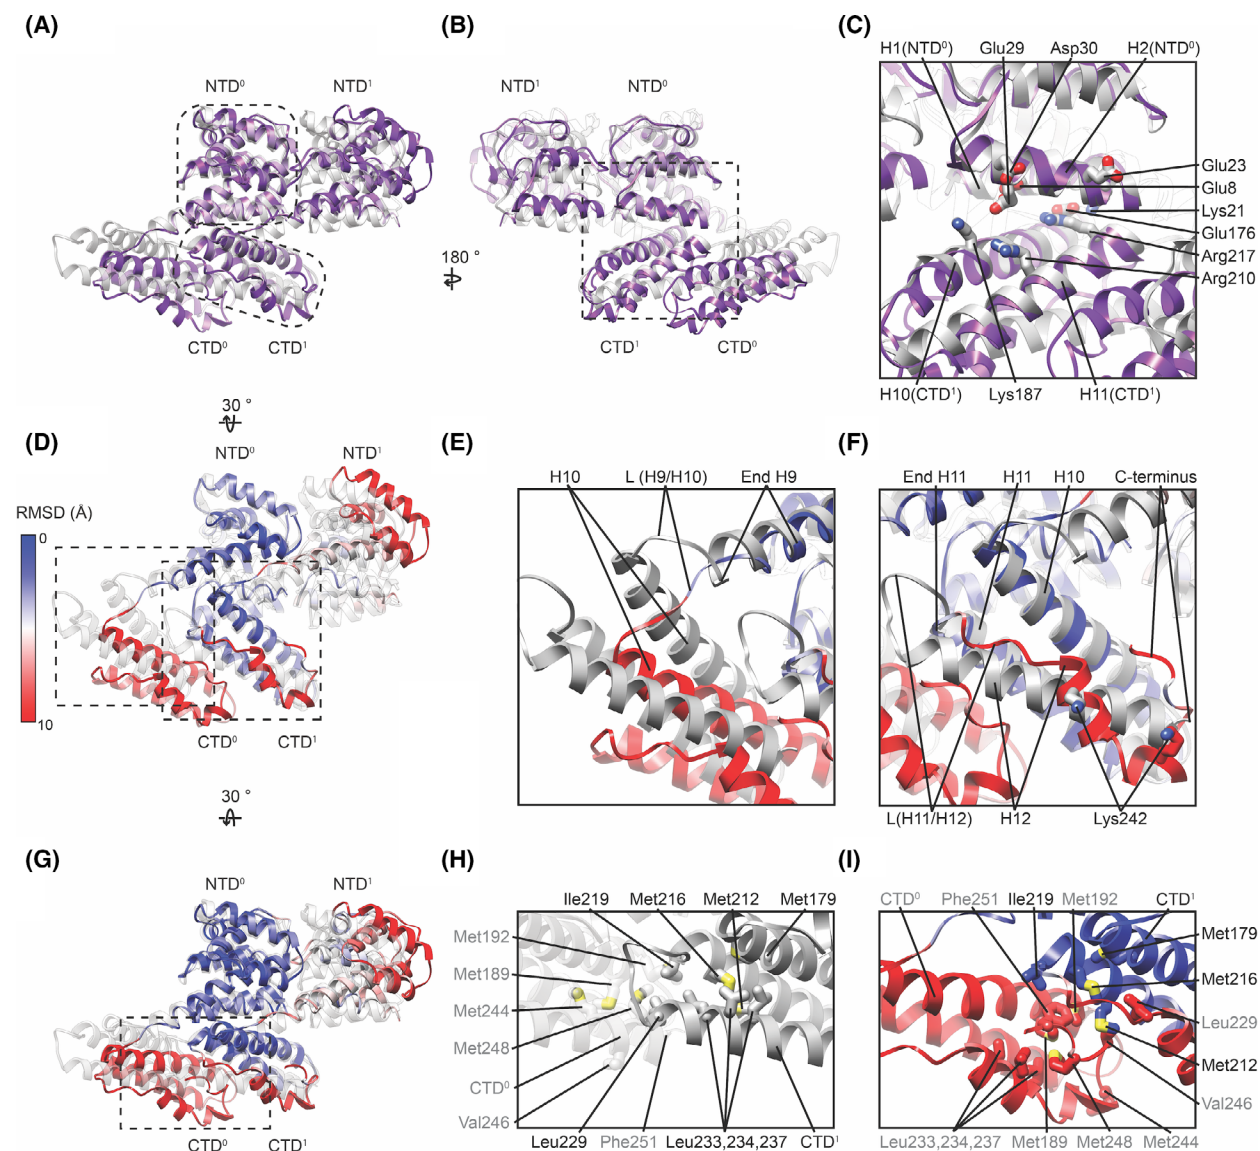 (A)
NTD⁰
NTD¹
CTD⁰
CTD¹
(B)
NTD¹
NTD⁰
180 °
CTD¹
CTD⁰
(C)
H1(NTD⁰)
Glu29
Asp30
H2(NTD⁰)
Glu23
Glu8
Lys21
Glu176
Arg217
Arg210
H10(CTD¹)
Lys187
H11(CTD¹)
30 °
(D)
NTD⁰
NTD¹
RMSD (Å)
0
10
CTD⁰
CTD¹
(E)
H10
L (H9/H10)
End H9
(F)
End H11
H11
H10
C-terminus
L(H11/H12)
H12
Lys242
30 °
(G)
NTD⁰
NTD¹
CTD⁰
CTD¹
(H)
Ile219
Met216
Met212
Met179
Met192
Met189
Met244
Met248
CTD⁰
Val246
Leu229
Phe251
Leu233,234,237
CTD¹
(I)
CTD⁰
Phe251
Ile219
Met192
CTD¹
Met179
Met216
Leu229
Met212
Val246
Leu233,234,237
Met189
Met248
Met244